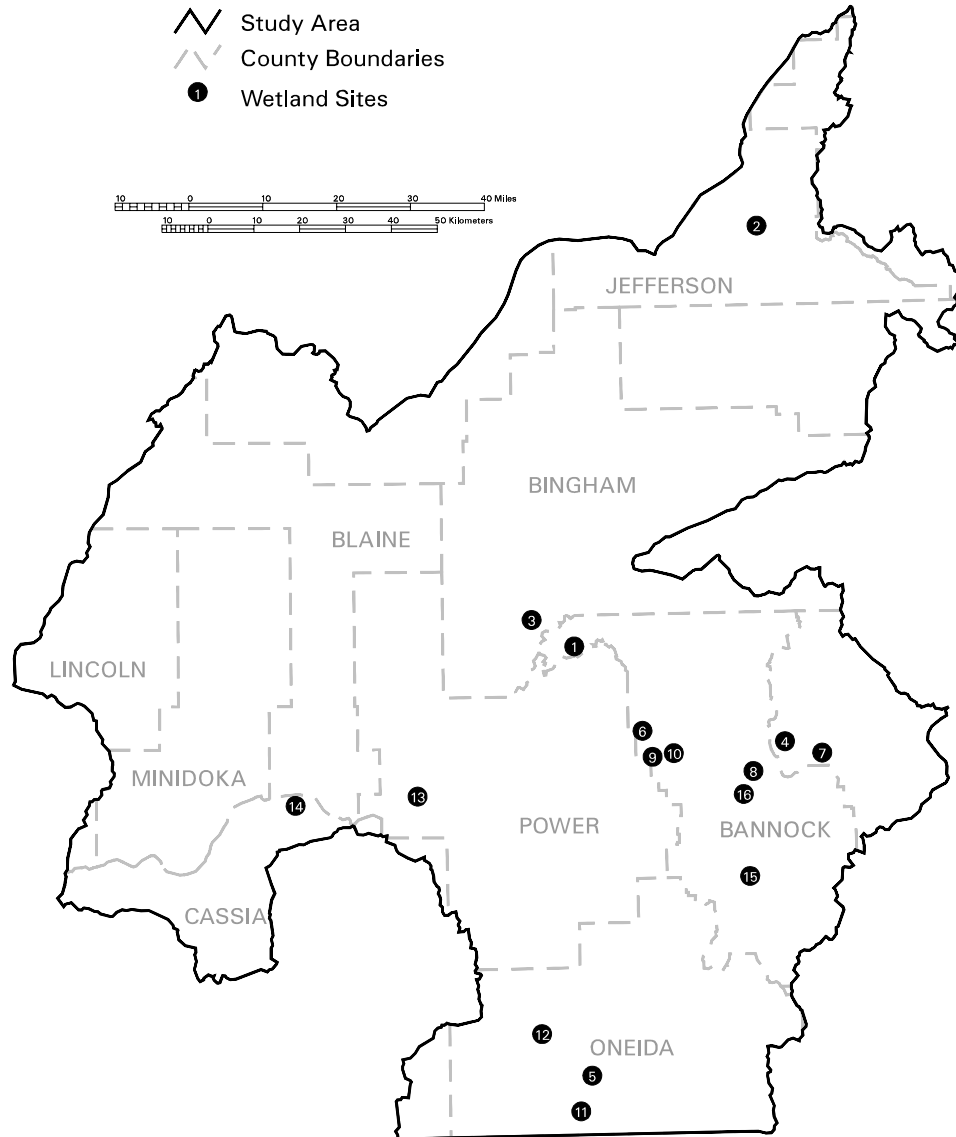 Study Area
County Boundaries
1 Wetland Sites
10 0 10 20 30 40 Miles
10 0 10 20 30 40 50 Kilometers
2
JEFFERSON
BINGHAM
BLAINE
3
1
LINCOLN
6
4
9 10 7
8
MINIDOKA
13 16
14
POWER BANNOCK
15
CASSIA
12
ONEIDA
5
11